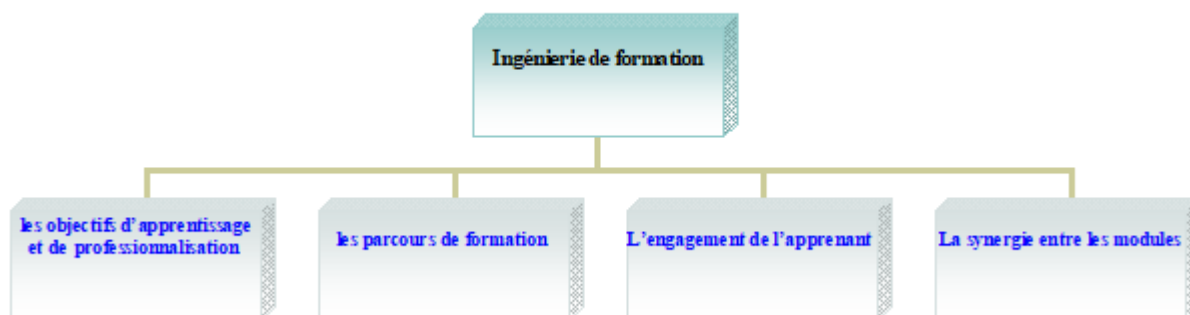 Ingénierie de formation
les objectifs d'apprentissage
et de professionnalisation
les parcours de formation
L'engagement de l'apprenant
La synergie entre les modules